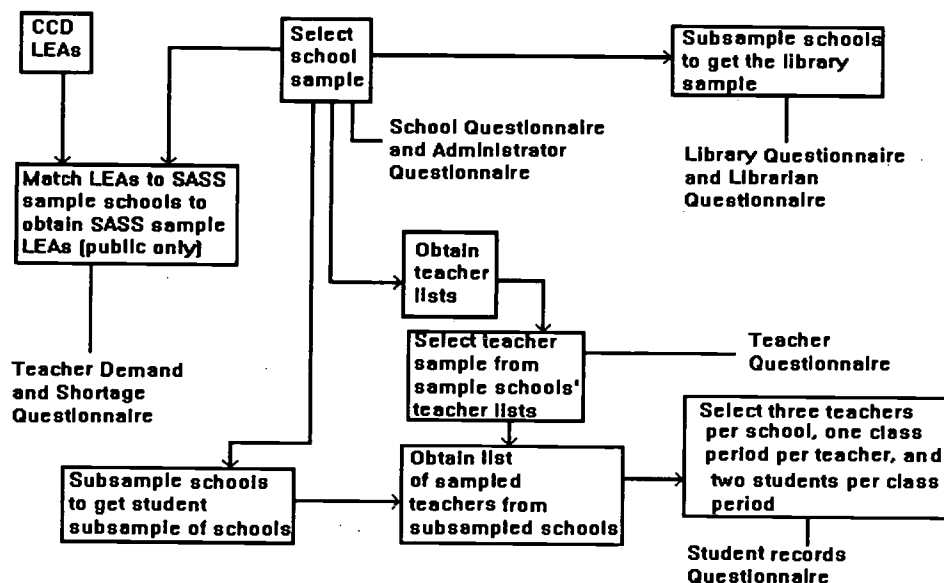 CCD
LEAs
Select
school
sample
Subsample schools
to get the library
sample
School Questionnaire
and Administrator
Questionnaire
Library Questionnaire
and Librarian
Questionnaire
Match LEAs to SASS
sample schools to
obtain SASS sample
LEAs (public only)
Obtain
teacher
lists
Select teacher
sample from
sample schools'
teacher lists
Teacher
Questionnaire
Teacher Demand
and Shortage
Questionnaire
Select three teachers
per school, one class
period per teacher, and
two students per class
period
Subsample schools
to get student
subsample of schools
Obtain list
of sampled
teachers from
subsampled schools
Student records
Questionnaire